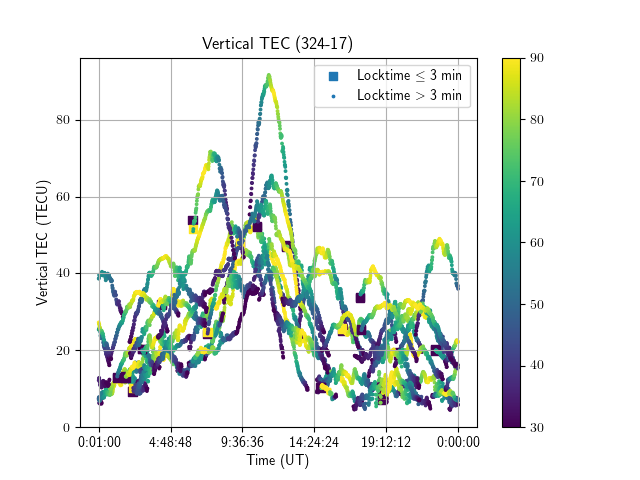 Vertical TEC (324-17)
Locktime ≤ 3 min
Locktime > 3 min
Vertical TEC (TECU)
80
60
40
20
0
0:01:00 4:48:48 9:36:36 14:24:24 19:12:12 0:00:00
Time (UT)
90
80
70
60
50
40
30